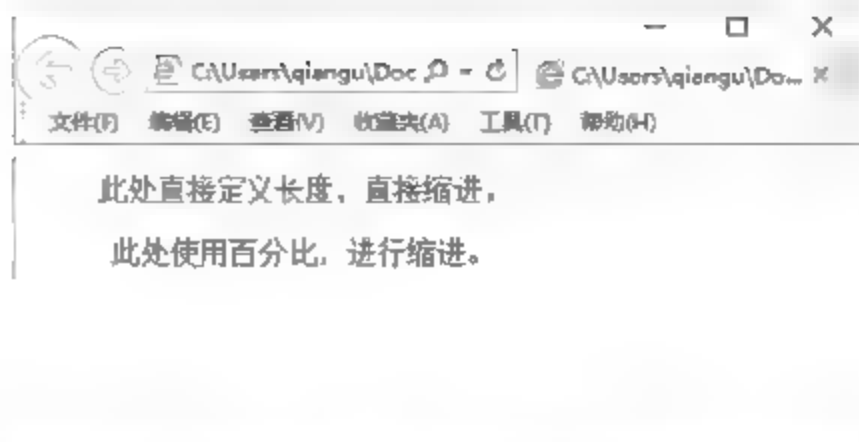 C:\Users\qiangu\Doc C:\Users\qiangu\Do...
文件(F) 编辑(E) 查看(V) 收藏夹(A) 工具(T) 帮助(H)
此处直接定义长度，直接缩进，
此处使用百分比，进行缩进。